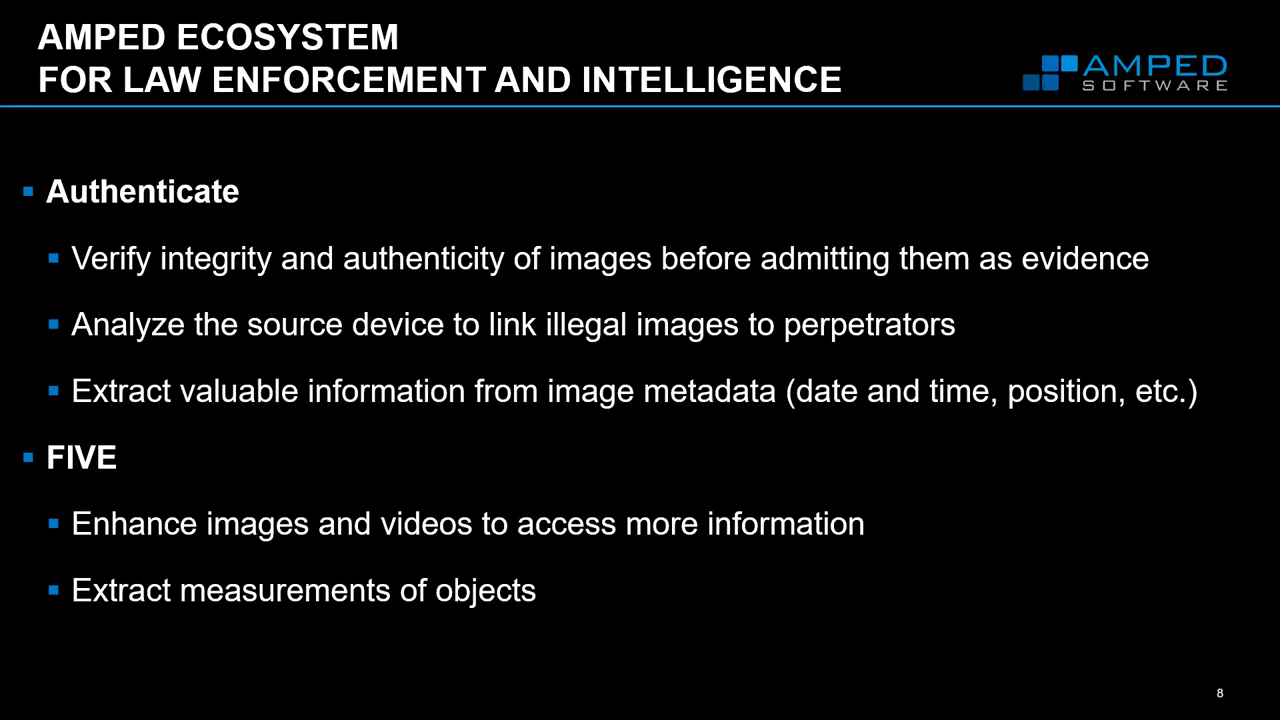 AMPED ECOSYSTEM
FOR LAW ENFORCEMENT AND INTELLIGENCE
AMPED
SOFTWARE
Authenticate
Verify integrity and authenticity of images before admitting them as evidence
Analyze the source device to link illegal images to perpetrators
Extract valuable information from image metadata (date and time, position, etc.)
FIVE
Enhance images and videos to access more information
Extract measurements of objects
8